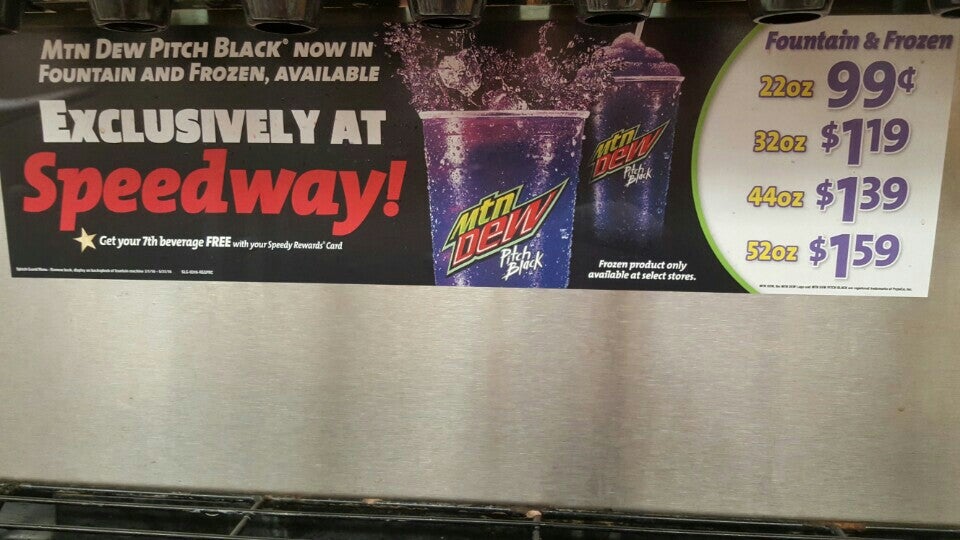 Mtn Dew Pitch Black® now in
Fountain and Frozen, available
Exclusively at
Speedway!
Get your 7th beverage FREE with your Speedy Rewards® Card
mtn
DEW
Pitch
Black
mtn
DEW
Pitch
Black
Frozen product only
available at select stores.
Fountain & Frozen
22oz 99¢
32oz $1.19
44oz $1.39
52oz $1.59